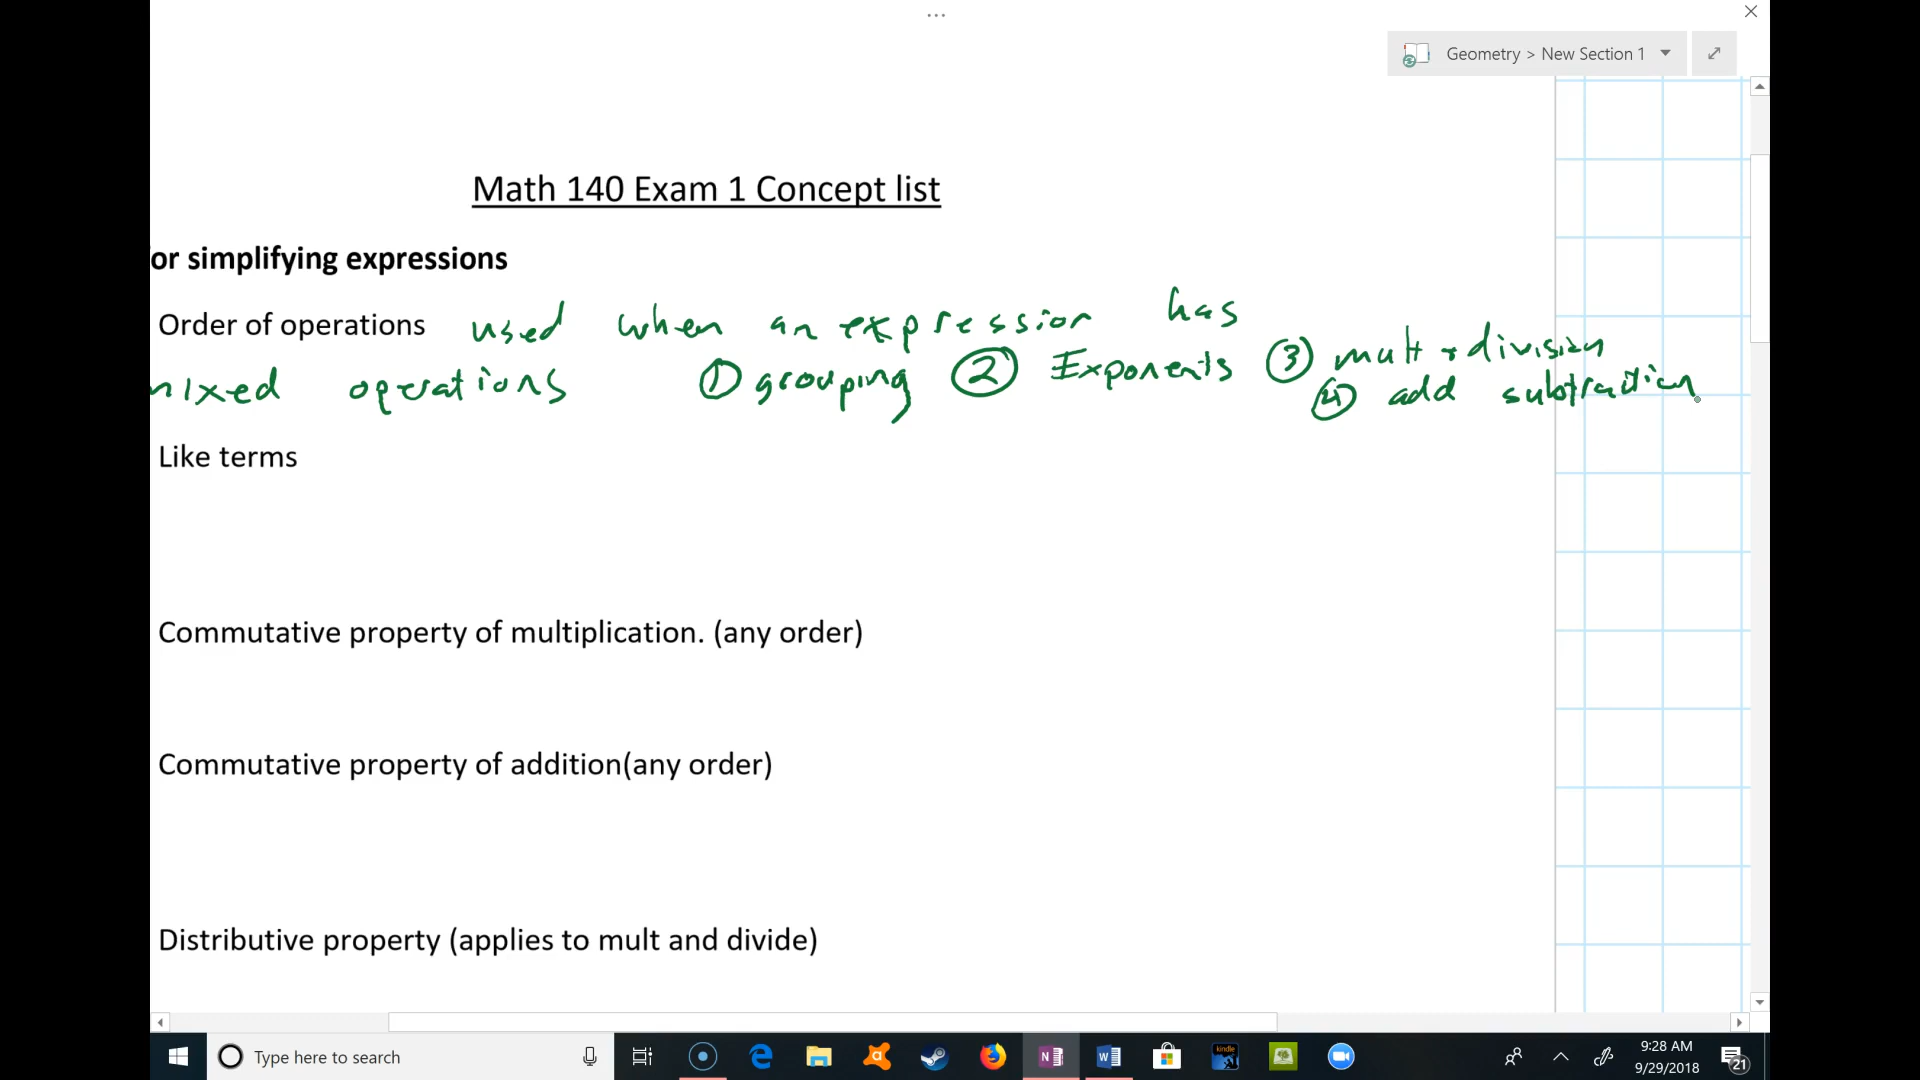 ...
Geometry > New Section 1
Math 140 Exam 1 Concept list
or simplifying expressions
Order of operations used when an expression has
mixed operations ① grouping ② Exponents ③ mult + division
④ add subtraction
Like terms
Commutative property of multiplication. (any order)
Commutative property of addition(any order)
Distributive property (applies to mult and divide)
Type here to search
kindle
9:28 AM
9/29/2018
21